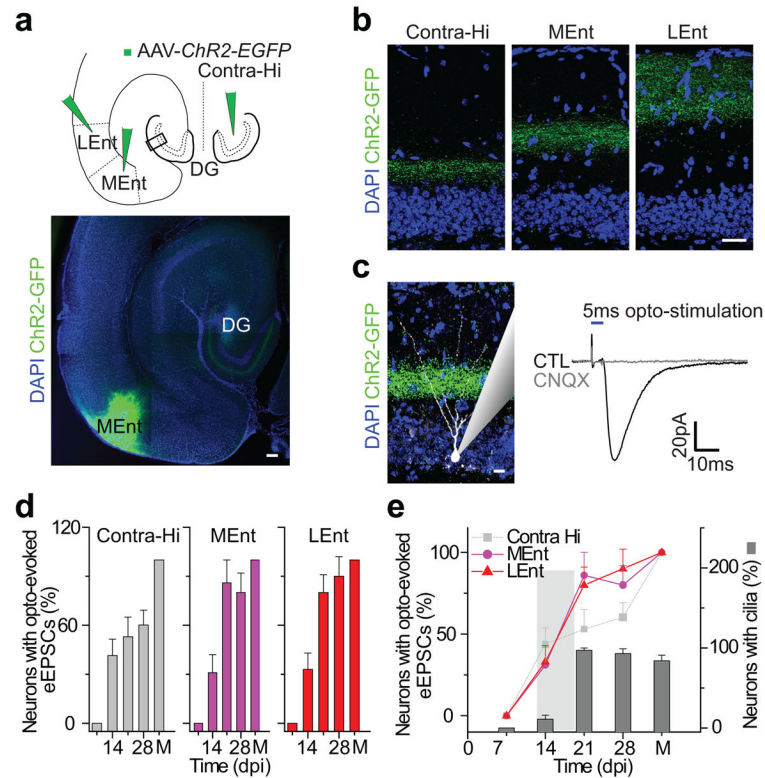 a
AAV-ChR2-EGFP
Contra-Hi
LEnt
MEnt
DG
DAPI ChR2-GFP
DG
MEnt
b
Contra-Hi MEnt LEnt
DAPI ChR2-GFP
c
DAPI ChR2-GFP
5ms opto-stimulation
CTL
CNQX
20pA
10ms
d
Neurons with opto-evoked
eEPSCs (%)
120
60
0
Contra-Hi MEnt LEnt
14 28 M 14 28 M 14 28 M
Time (dpi)
e
Neurons with opto-evoked
eEPSCs (%)
100
50
0
Contra Hi
MEnt
LEnt
200
100
0
Neurons with cilia (%)
0 7 14 21 28 M
Time (dpi)